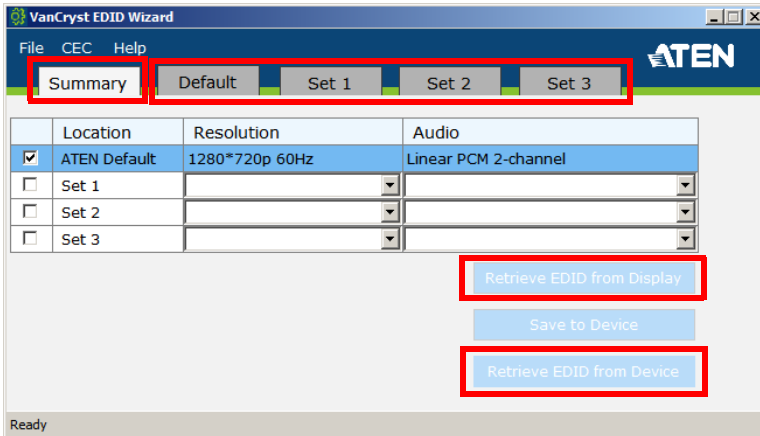 VanCryst EDID Wizard
File CEC Help
ATEN
Summary Default Set 1 Set 2 Set 3
Location Resolution Audio
ATEN Default 1280*720p 60Hz Linear PCM 2-channel
Set 1
Set 2
Set 3
Retrieve EDID from Display
Save to Device
Retrieve EDID from Device
Ready